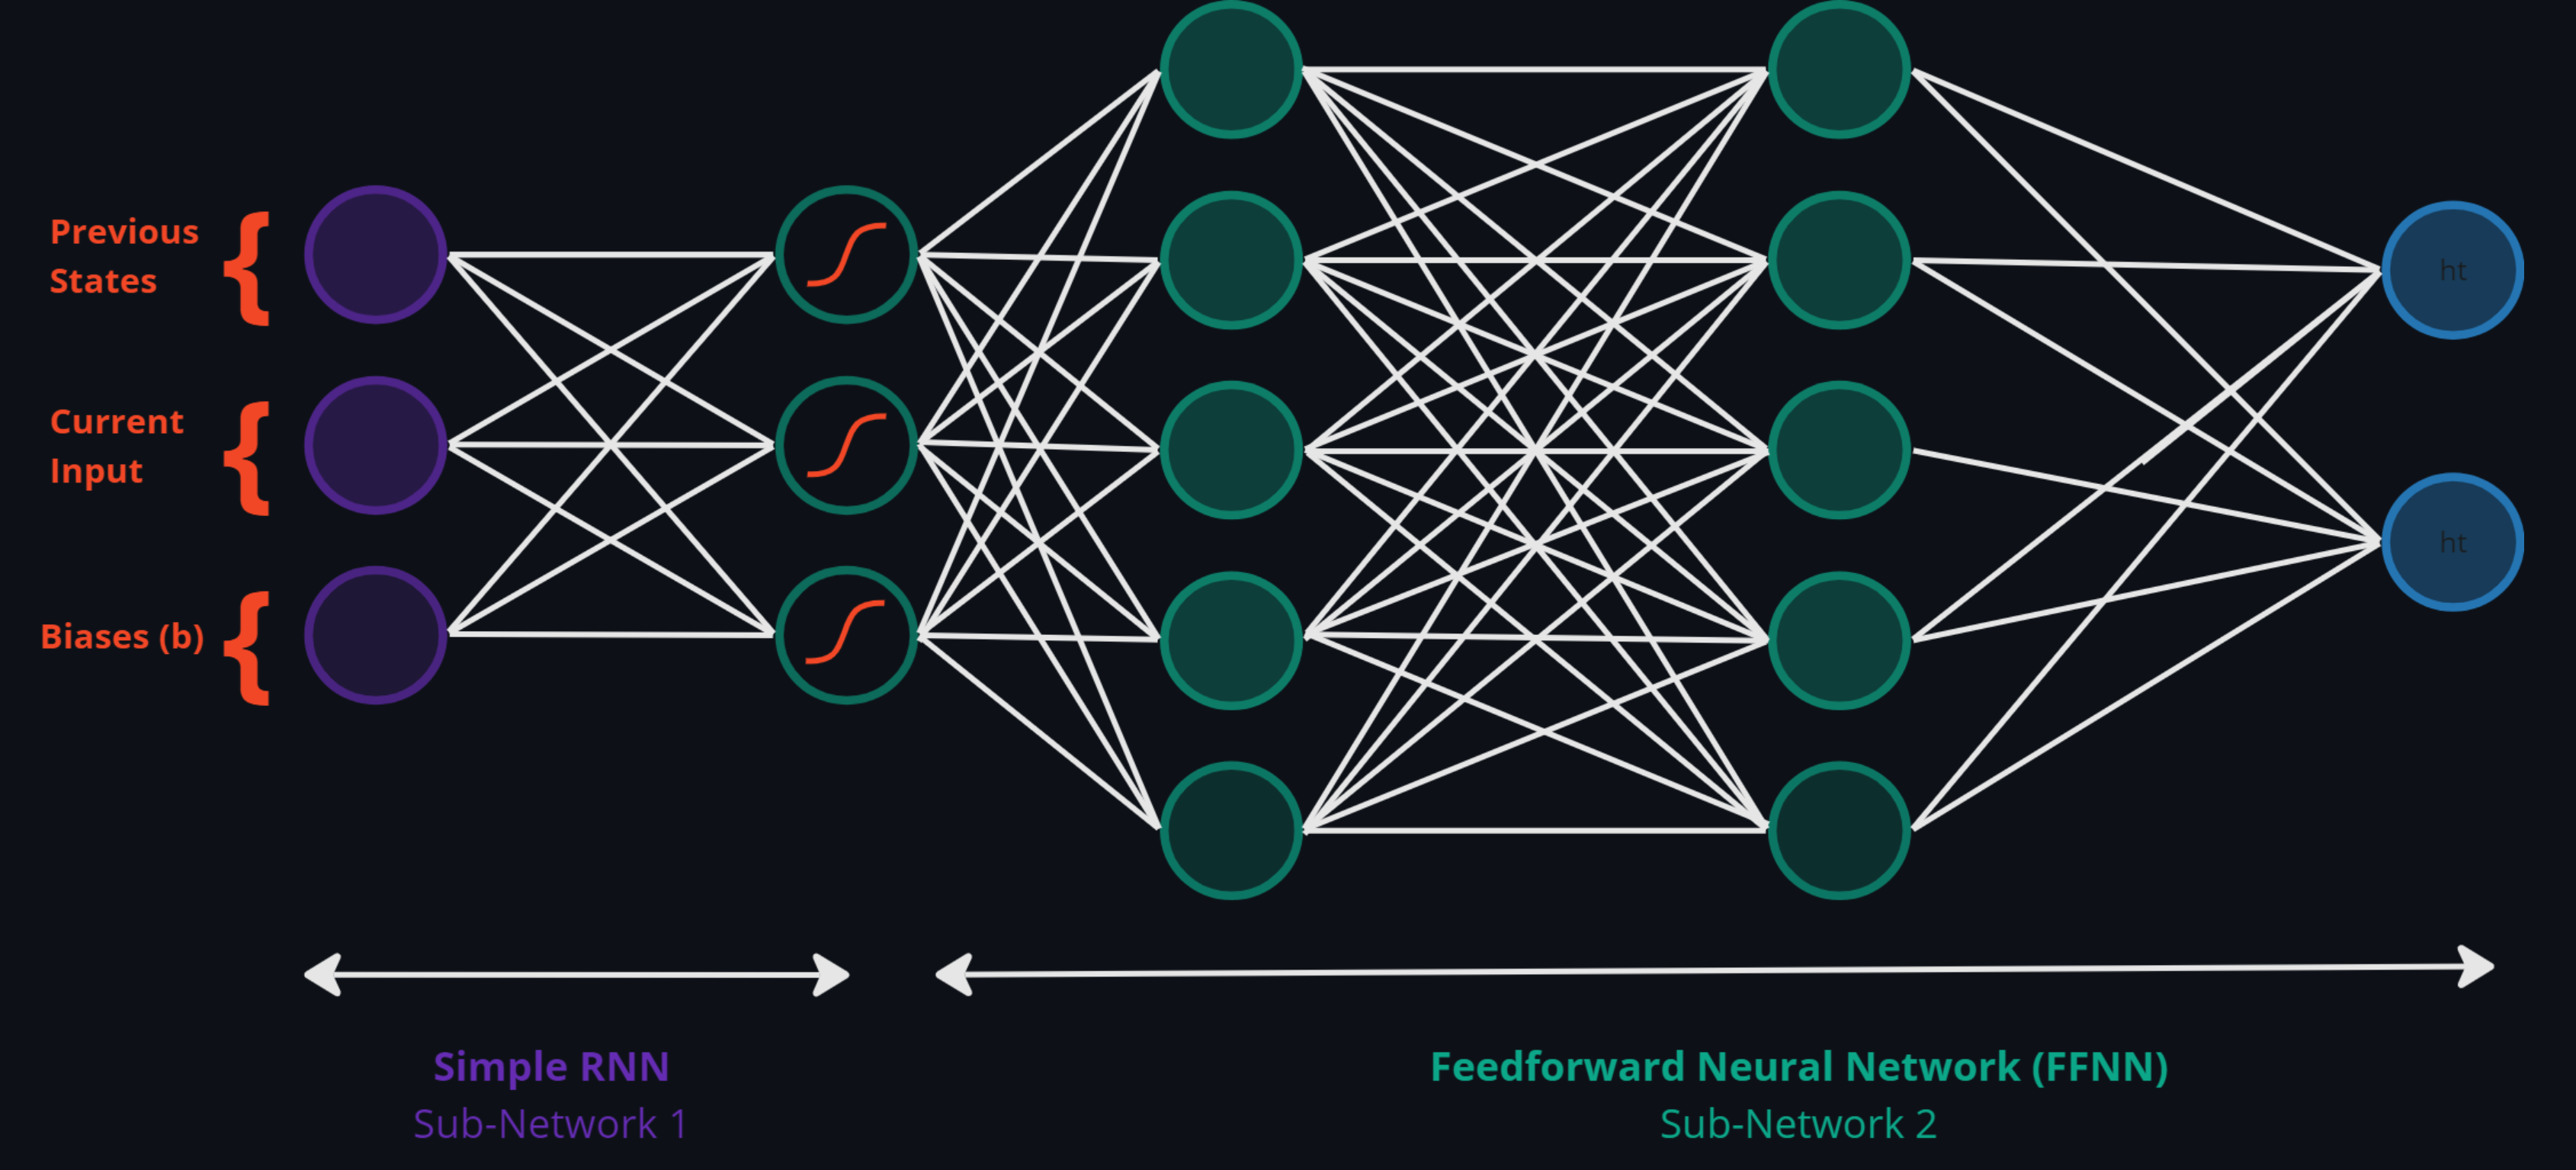 Previous
States
Current
Input
Biases (b)
ht
ht
Simple RNN
Sub-Network 1
Feedforward Neural Network (FFNN)
Sub-Network 2